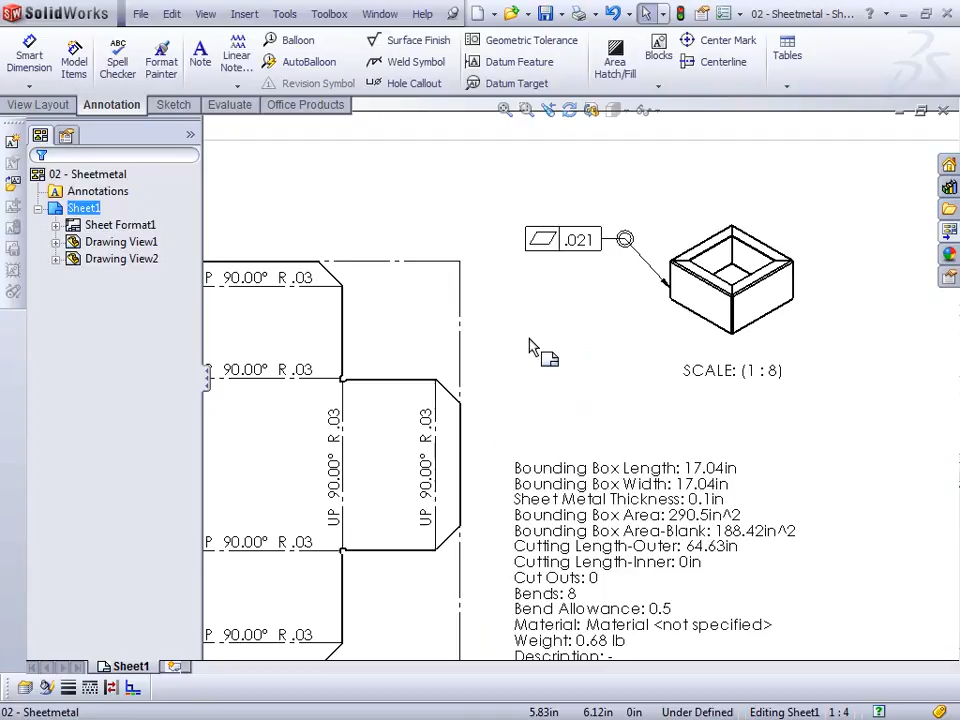 SolidWorks File Edit View Insert Tools Toolbox Window Help 02 - Sheetmetal - Sh...
Smart Dimension
Model Items
Spell Checker
Format Painter
Note
Linear Note...
Balloon
AutoBalloon
Revision Symbol
Surface Finish
Weld Symbol
Hole Callout
Geometric Tolerance
Datum Feature
Datum Target
Area Hatch/Fill
Blocks
Center Mark
Centerline
Tables
View Layout Annotation Sketch Evaluate Office Products
02 - Sheetmetal
Annotations
Sheet1
Sheet Format1
Drawing View1
Drawing View2
P 90.00° R .03
P 90.00° R .03
UP 90.00° R .03
UP 90.00° R .03
P 90.00° R .03
P 90.00° R .03
.021
SCALE: (1 : 8)
Bounding Box Length: 17.04in
Bounding Box Width: 17.04in
Sheet Metal Thickness: 0.1in
Bounding Box Area: 290.5in^2
Bounding Box Area-Blank: 188.42in^2
Cutting Length-Outer: 64.63in
Cutting Length-Inner: 0in
Cut Outs: 0
Bends: 8
Bend Allowance: 0.5
Material: Material <not specified>
Weight: 0.68 lb
Description: -
Sheet1
02 - Sheetmetal 5.83in 6.12in 0in Under Defined Editing Sheet1 1 : 4